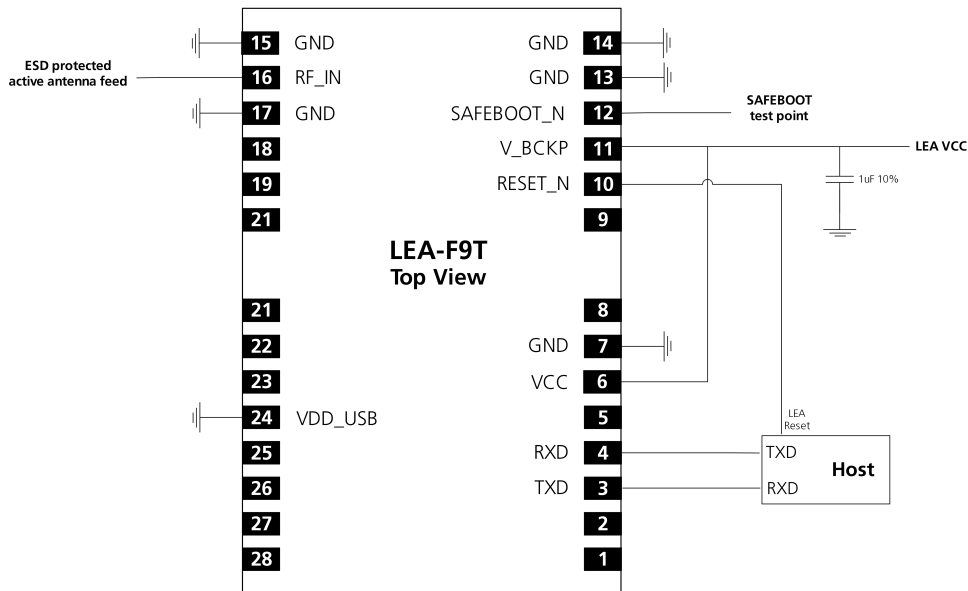 15 GND GND 14
ESD protected
active antenna feed
16 RF_IN GND 13
17 GND SAFEBOOT_N 12
SAFEBOOT
test point
18 V_BCKP 11 LEA VCC
1uF 10%
19 RESET_N 10
21 9
LEA-F9T
Top View
21 8
22 GND 7
23 VCC 6
24 VDD_USB 5
LEA
Reset
25 RXD 4 TXD
Host
26 TXD 3 RXD
27 2
28 1